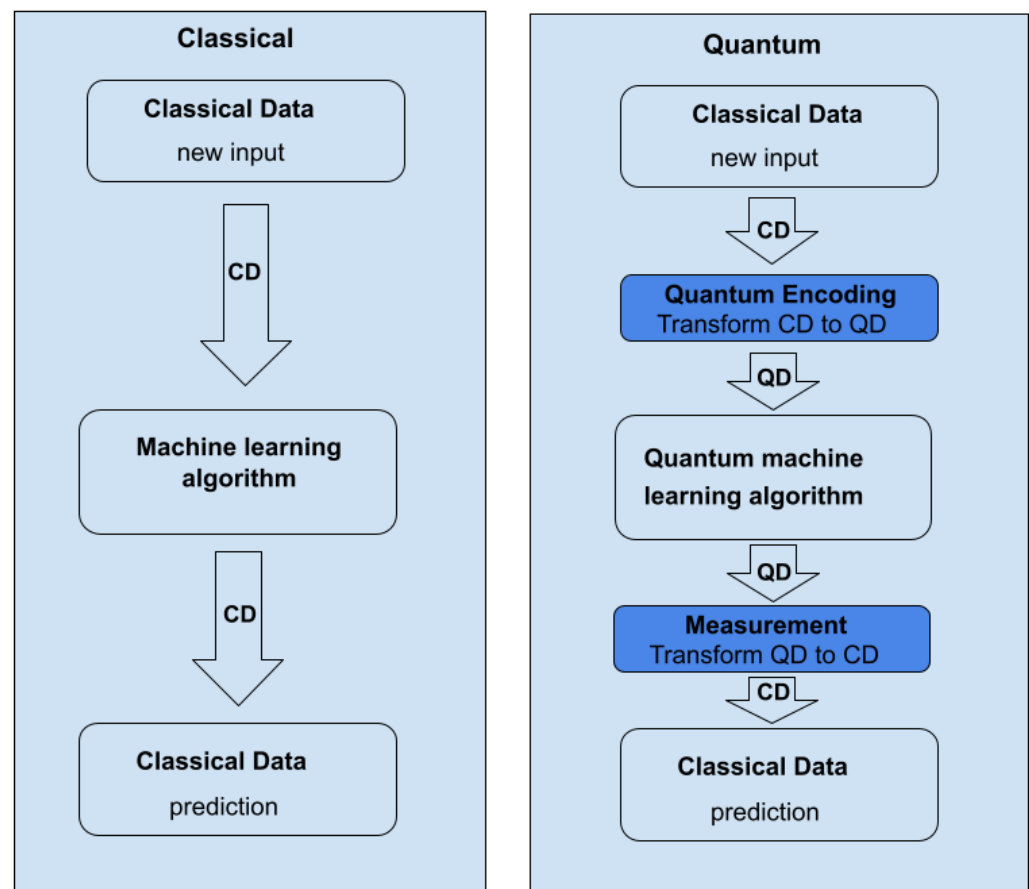 Classical
Classical Data
new input
CD
Machine learning
algorithm
CD
Classical Data
prediction
Quantum
Classical Data
new input
CD
Quantum Encoding
Transform CD to QD
QD
Quantum machine
learning algorithm
QD
Measurement
Transform QD to CD
CD
Classical Data
prediction